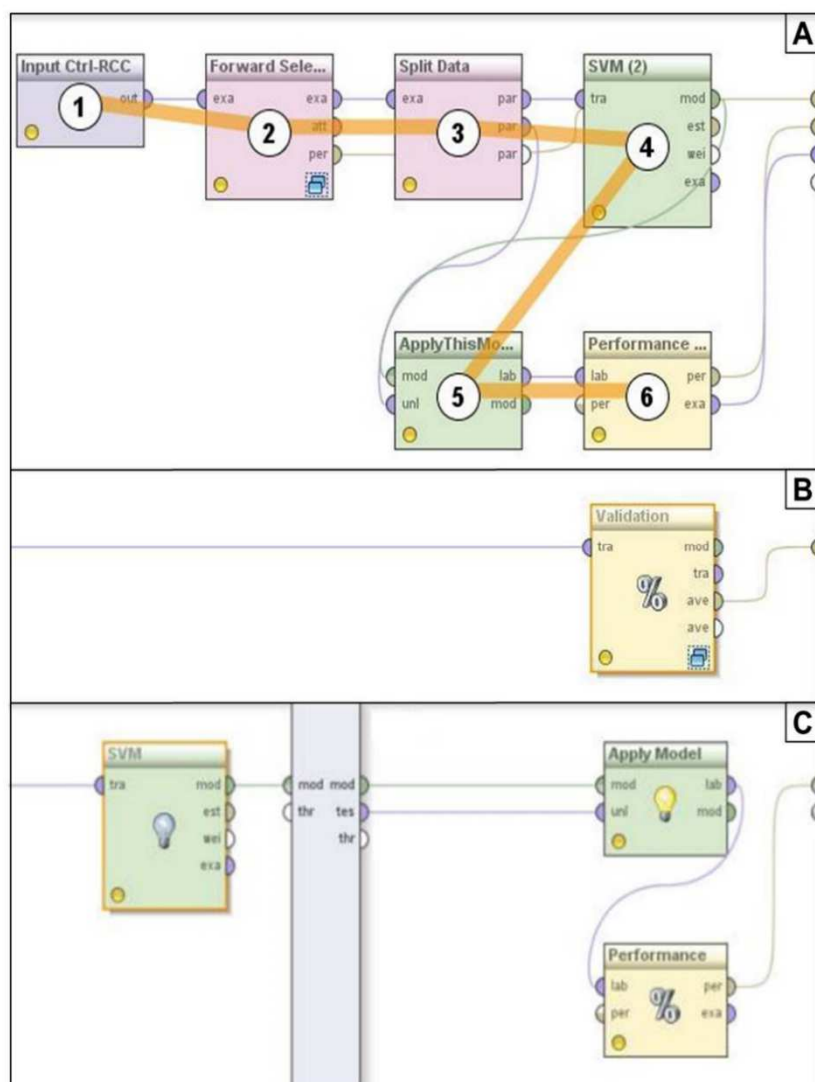 A
Input Ctrl-RCC
out
1
Forward Sele...
exa exa
att
per
2
Split Data
exa par
par
par
3
SVM (2)
tra mod
est
wei
exa
4
ApplyThisMo...
mod lab
unl mod
5
Performance ...
lab per
per exa
6
B
Validation
tra mod
tra
ave
ave
%
C
SVM
tra mod
est
wei
exa
mod mod
thr tes
thr
Apply Model
mod lab
unl mod
Performance
lab per
per exa
%